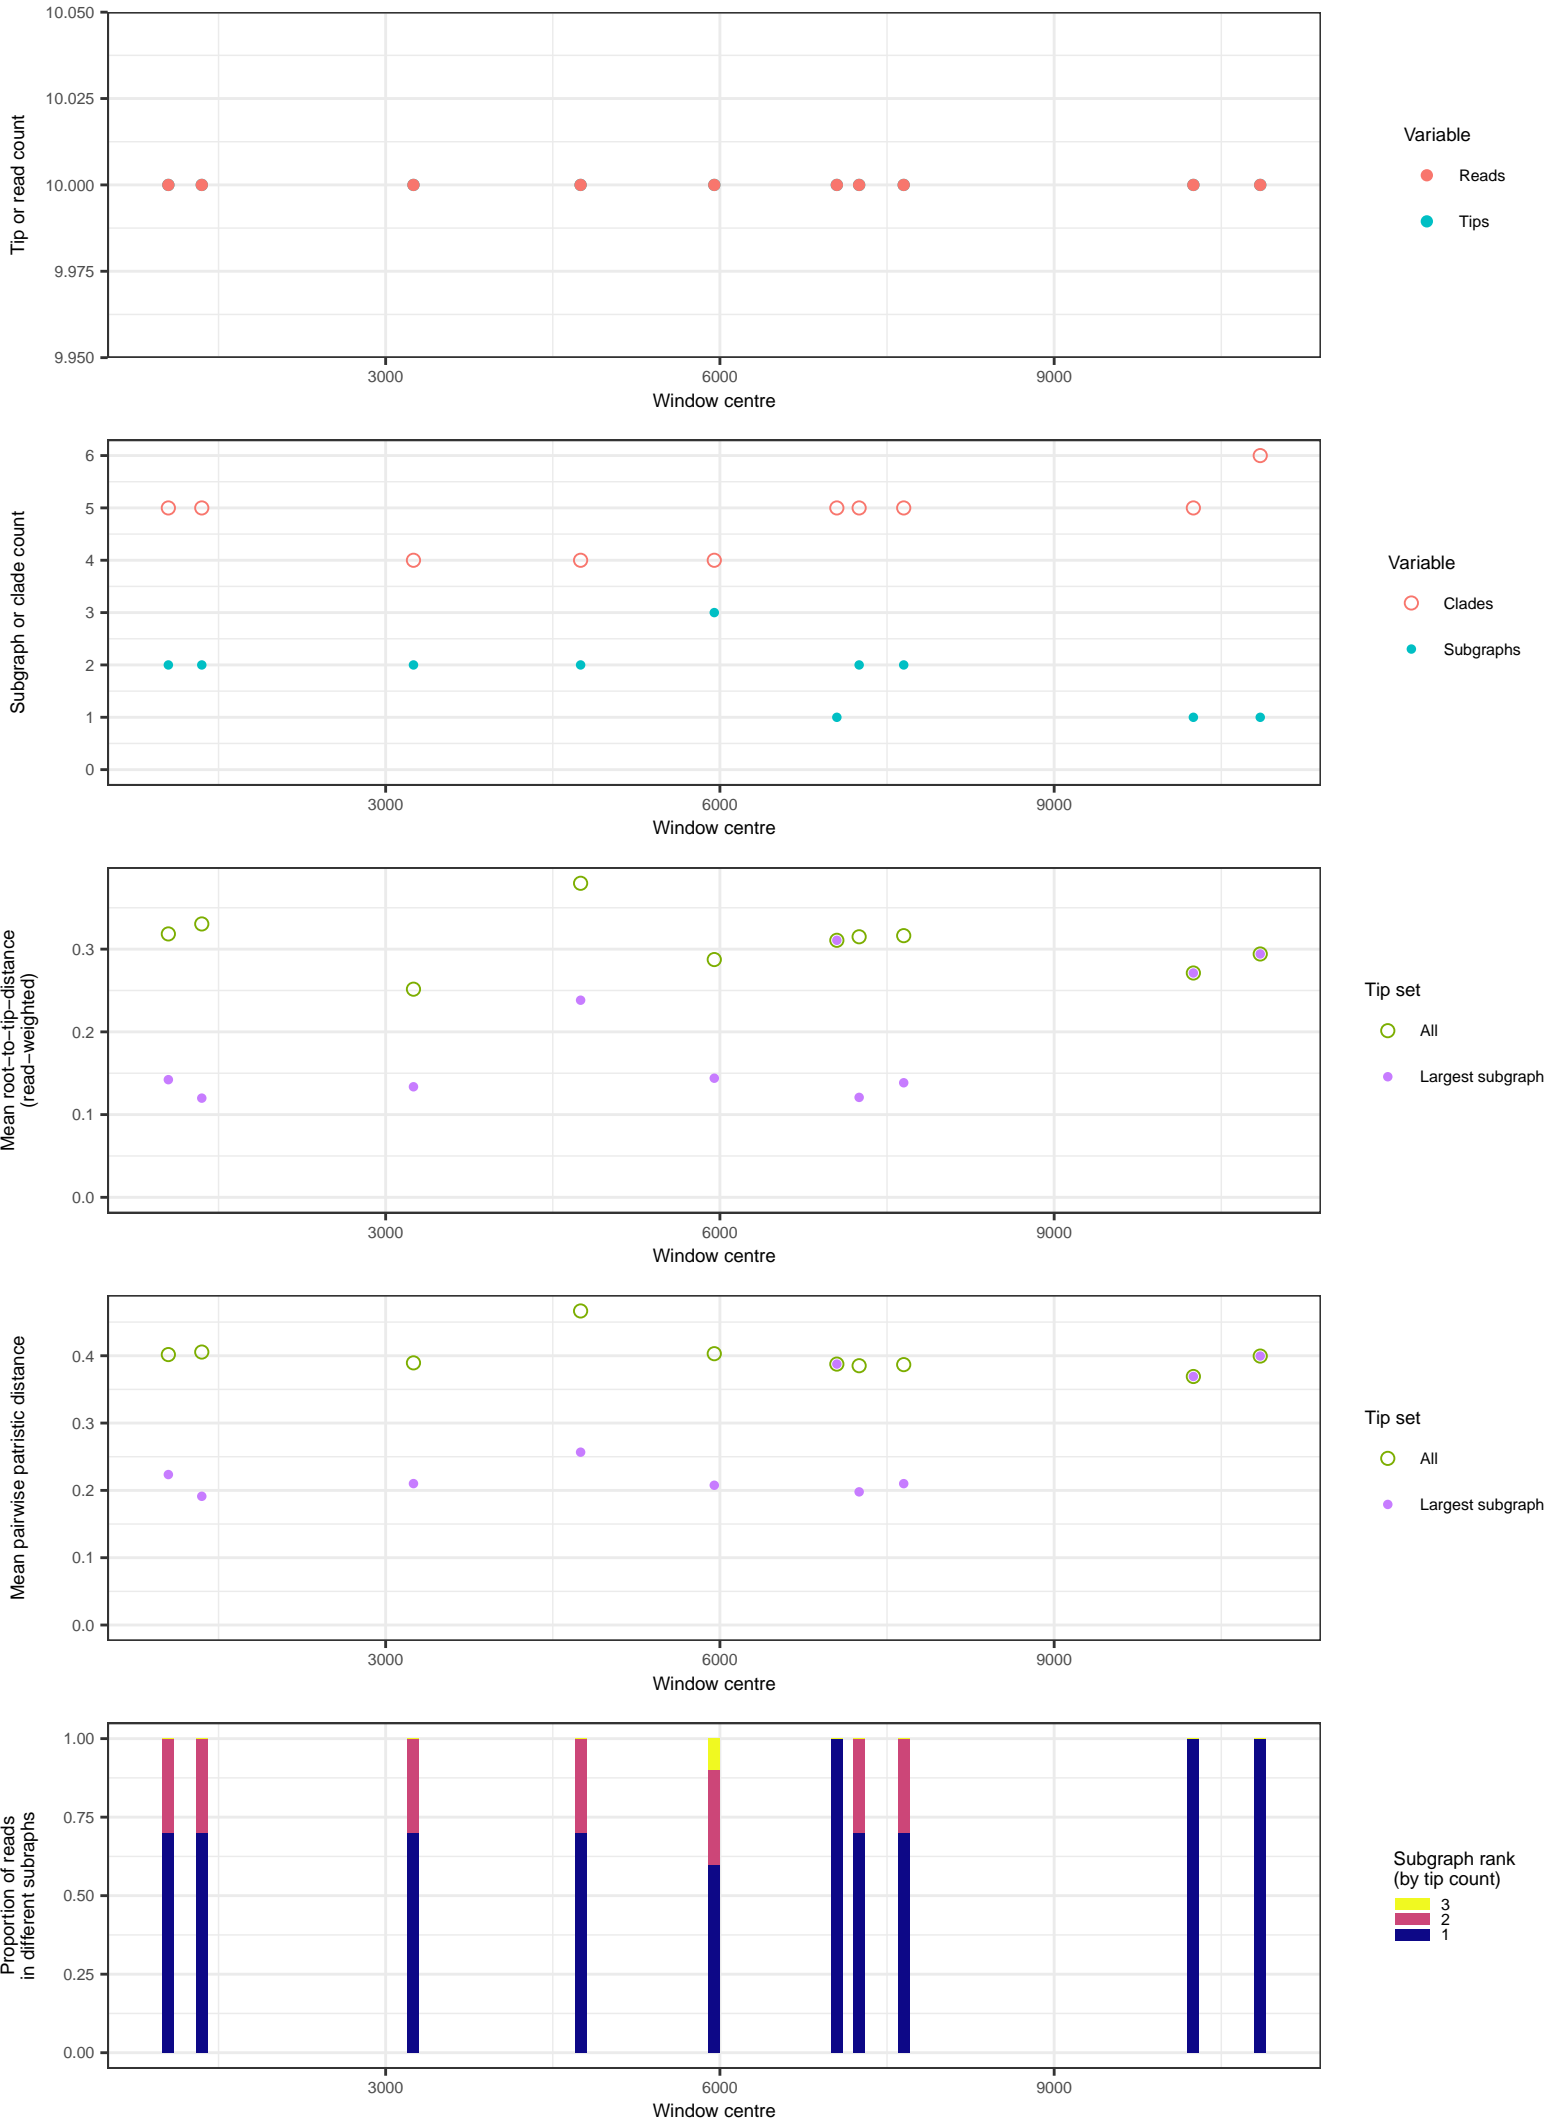 10.050
10.025
10.000
9.975
9.950
Tip or read count
3000
6000
9000
Window centre
Variable
Reads
Tips
6
5
4
3
2
1
0
Subgraph or clade count
3000
6000
9000
Window centre
Variable
Clades
Subgraphs
0.3
0.2
0.1
0.0
Mean root−to−tip−distance
(read−weighted)
3000
6000
9000
Window centre
Tip set
All
Largest subgraph
0.4
0.3
0.2
0.1
0.0
Mean pairwise patristic distance
3000
6000
9000
Window centre
Tip set
All
Largest subgraph
1.00
0.75
0.50
0.25
0.00
Proportion of reads
in different subraphs
3000
6000
9000
Window centre
Subgraph rank
(by tip count)
3
2
1